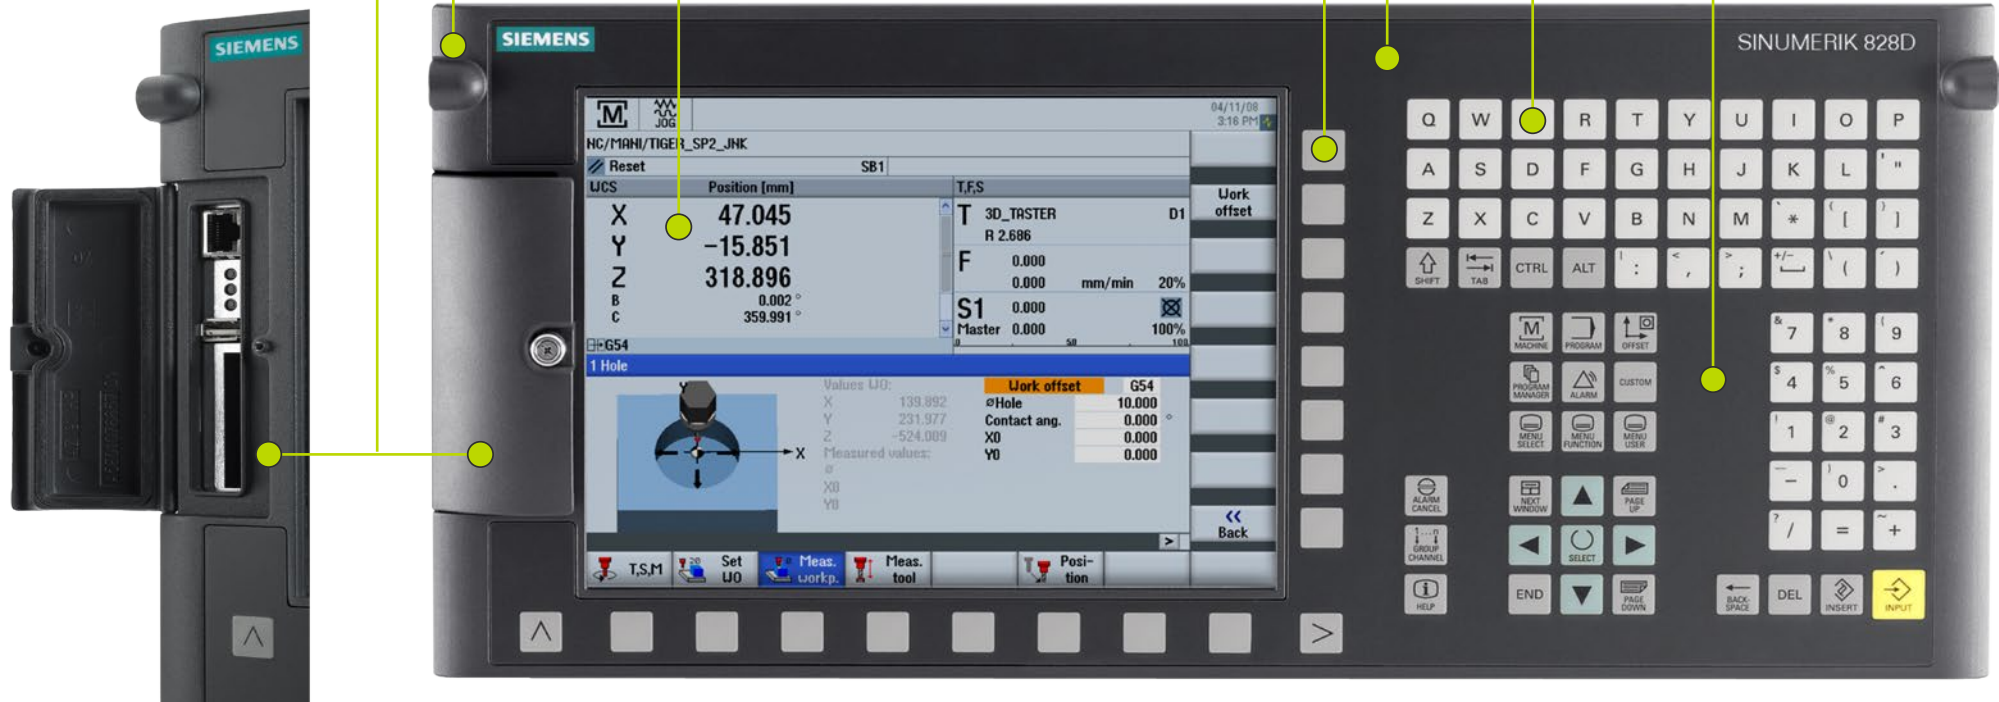 SIEMENS
SIEMENS
SINUMERIK 828D
M
JOG
04/11/08
3:16 PM
NC/MANI/TIGER_SP2_JNK
Reset SB1
WCS Position [mm] T,F,S
X 47.045
Y -15.851
Z 318.896
B 0.002 °
C 359.991 °
G54
T 3D_TASTER D1
R 2.686
F 0.000
0.000 mm/min 20%
S1 0.000
Master 0.000 100%
0 50 100
Work
offset
1 Hole
Y
X
Values WO:
X 139.892
Y 231.977
Z -524.009
Measured values:
ø
X0
Y0
Work offset G54
øHole 10.000
Contact ang. 0.000 °
X0 0.000
Y0 0.000
<<
Back
>
T,S,M
Set
WO
Meas.
workp.
Meas.
tool
Posi-
tion
Q W R T Y U I O P
A S D F G H J K L ' "
Z X C V B N M ` * ( [ ) ]
SHIFT TAB CTRL ALT | : < , > ; +/- \ ( ´ )
M
MACHINE PROGRAM OFFSET
& 7 * 8 ( 9
PROGRAM
MANAGER
ALARM CUSTOM
$ 4 % 5 ^ 6
MENU
SELECT
MENU
FUNCTION
MENU
USER
! 1 @ 2 # 3
ALARM
CANCEL
NEXT
WINDOW
PAGE
UP
_ - ) 0 > .
1...n
GROUP
CHANNEL
SELECT
? / = ~ +
i
HELP
END
PAGE
DOWN
BACK-
SPACE
DEL
INSERT
INPUT